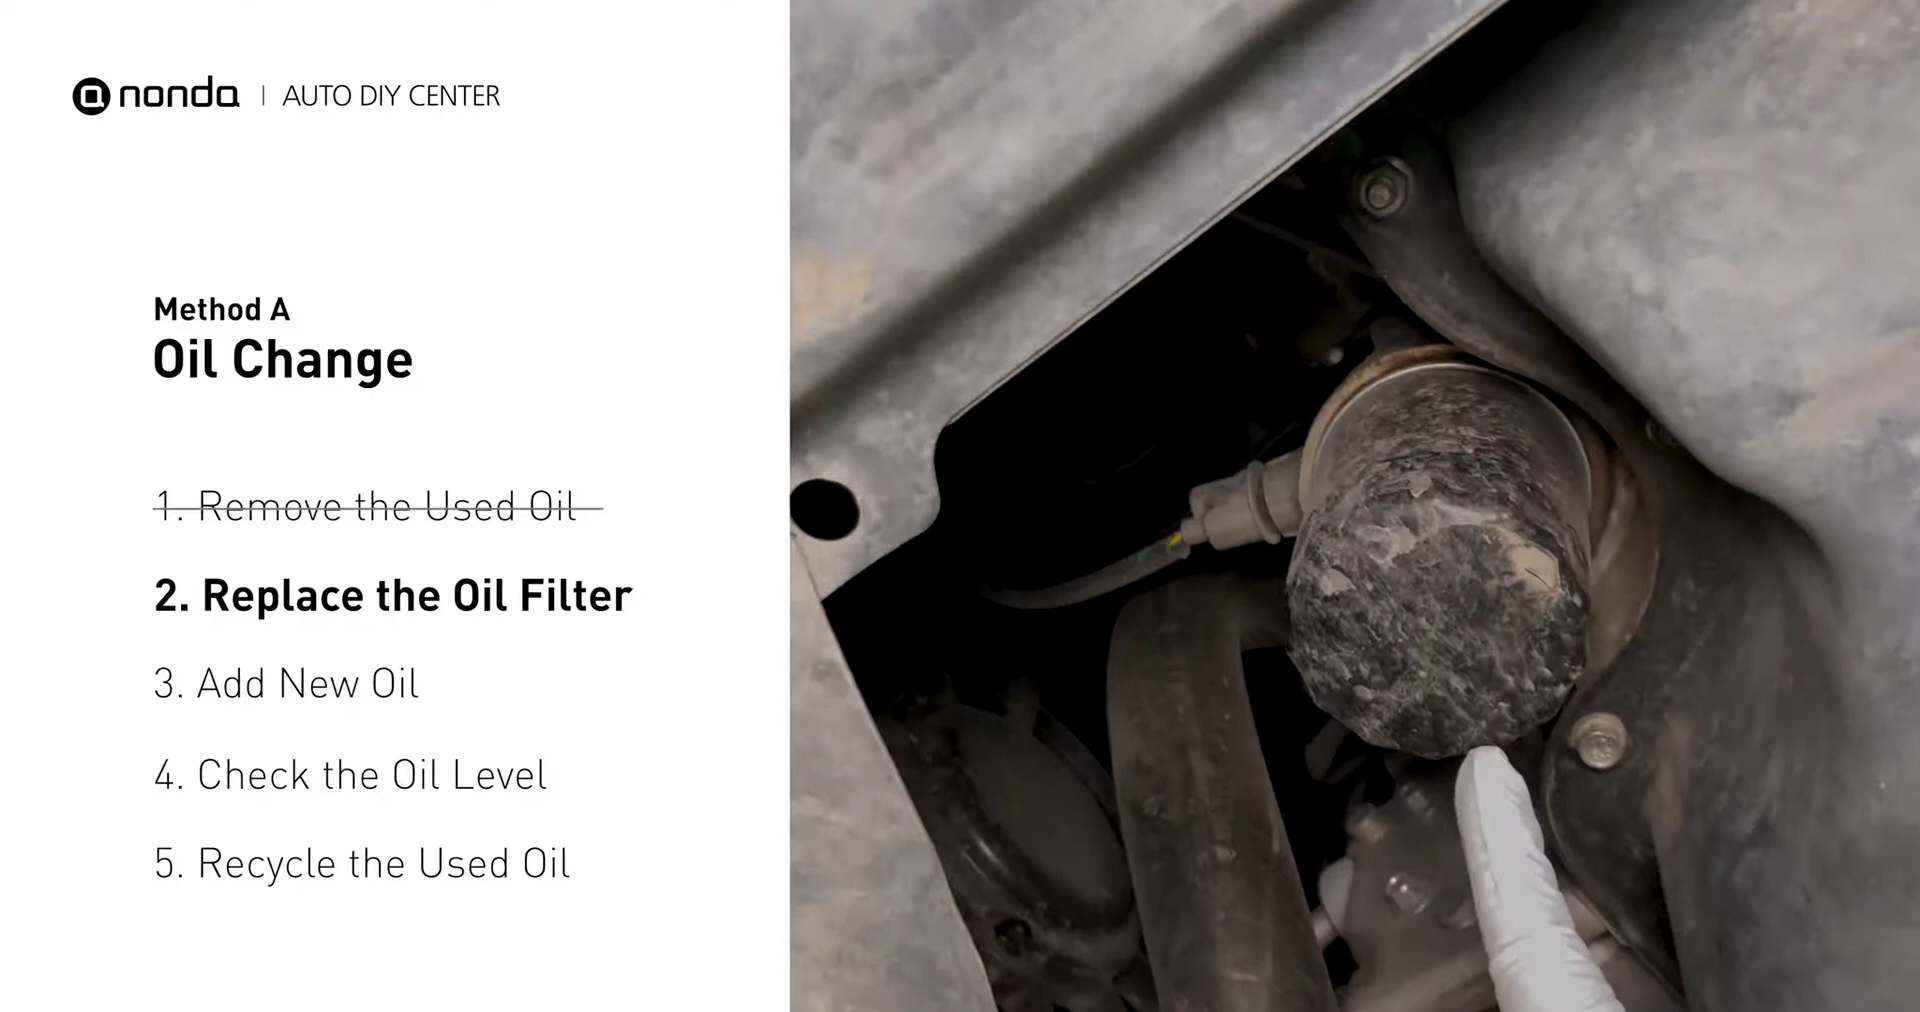 nonda | AUTO DIY CENTER
Method A
Oil Change
1. Remove the Used Oil
2. Replace the Oil Filter
3. Add New Oil
4. Check the Oil Level
5. Recycle the Used Oil